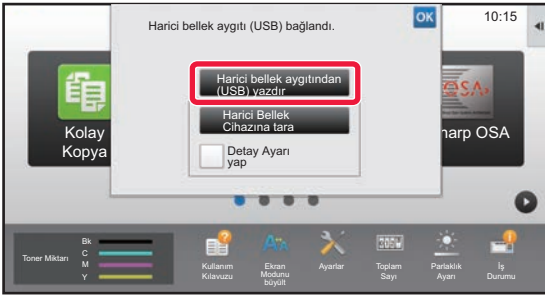 Harici bellek aygıtı (USB) bağlandı.
OK
10:15
Harici bellek aygıtından
(USB) yazdır
Harici Bellek
Cihazına tara
Detay Ayarı
yap
Kolay
Kopya
OSA
harp OSA
Toner Miktarı
Bk
C
M
Y
Kullanım
Kılavuzu
Ekran
Modunu
büyült
Ayarlar
Toplam
Sayı
Parlaklık
Ayarı
İş
Durumu